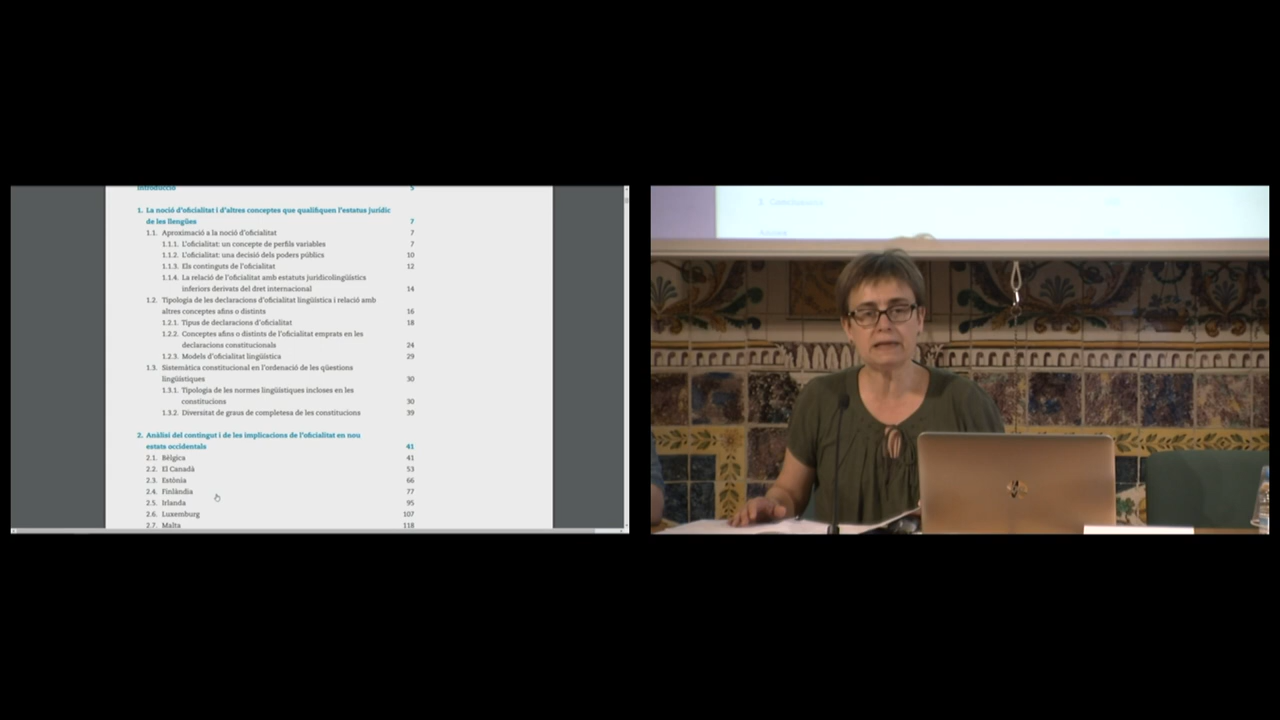 Introducció 5
1. La noció d'oficialitat i d'altres conceptes que qualifiquen l'estatus jurídic
de les llengües 7
1.1. Aproximació a la noció d'oficialitat 7
1.1.1. L'oficialitat: un concepte de perfils variables 7
1.1.2. L'oficialitat: una decisió dels poders públics 10
1.1.3. Els continguts de l'oficialitat 12
1.1.4. La relació de l'oficialitat amb estatuts juridicolingüístics
inferiors derivats del dret internacional 14
1.2. Tipologia de les declaracions d'oficialitat lingüística i relació amb
altres conceptes afins o distints 16
1.2.1. Tipus de declaracions d'oficialitat 18
1.2.2. Conceptes afins o distints de l'oficialitat emprats en les
declaracions constitucionals 24
1.2.3. Models d'oficialitat lingüística 29
1.3. Sistemàtica constitucional en l'ordenació de les qüestions
lingüístiques 30
1.3.1. Tipologia de les normes lingüístiques incloses en les
constitucions 30
1.3.2. Diversitat de graus de completesa de les constitucions 39
2. Anàlisi del contingut i de les implicacions de l'oficialitat en nou
estats occidentals 41
2.1. Bèlgica 41
2.2. El Canadà 53
2.3. Estònia 66
2.4. Finlàndia 77
2.5. Irlanda 95
2.6. Luxemburg 107
2.7. Malta 118